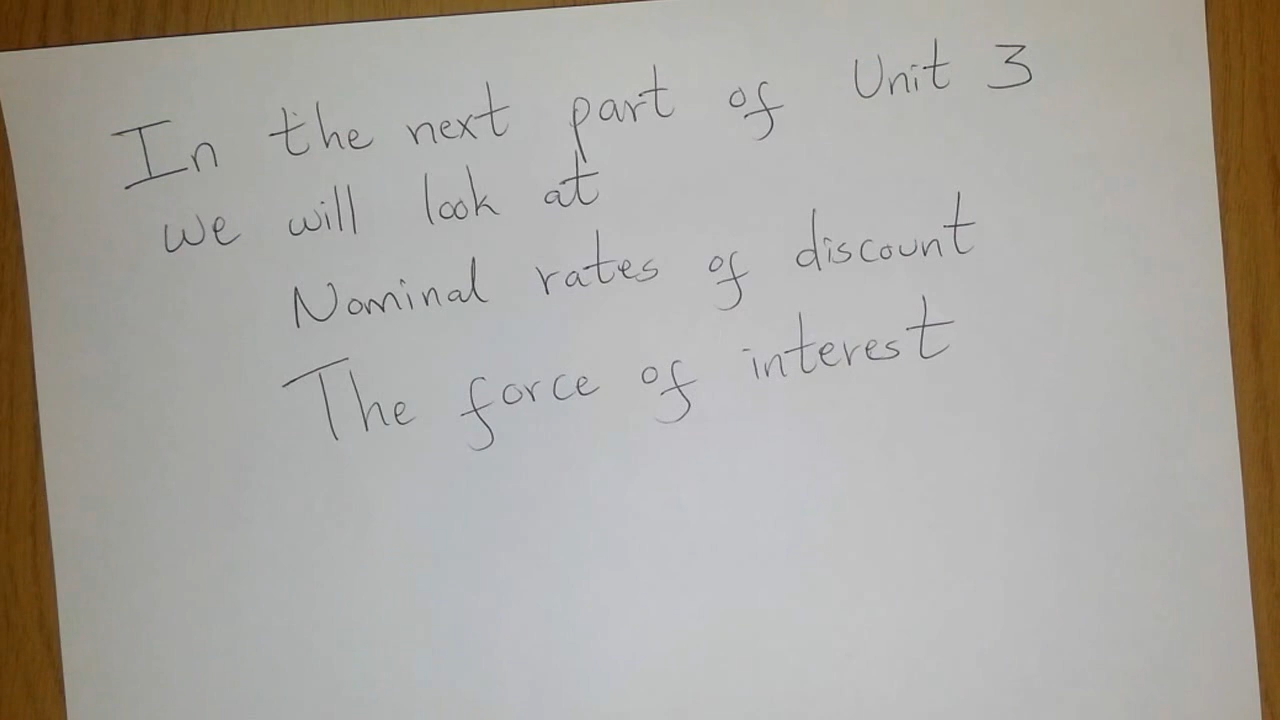 In the next part of Unit 3
we will look at
Nominal rates of discount
The force of interest